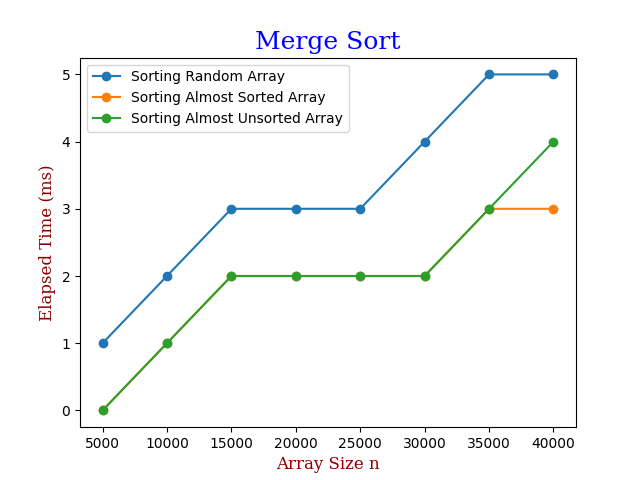 Merge Sort
Sorting Random Array
Sorting Almost Sorted Array
Sorting Almost Unsorted Array
Elapsed Time (ms)
5
4
3
2
1
0
5000 10000 15000 20000 25000 30000 35000 40000
Array Size n